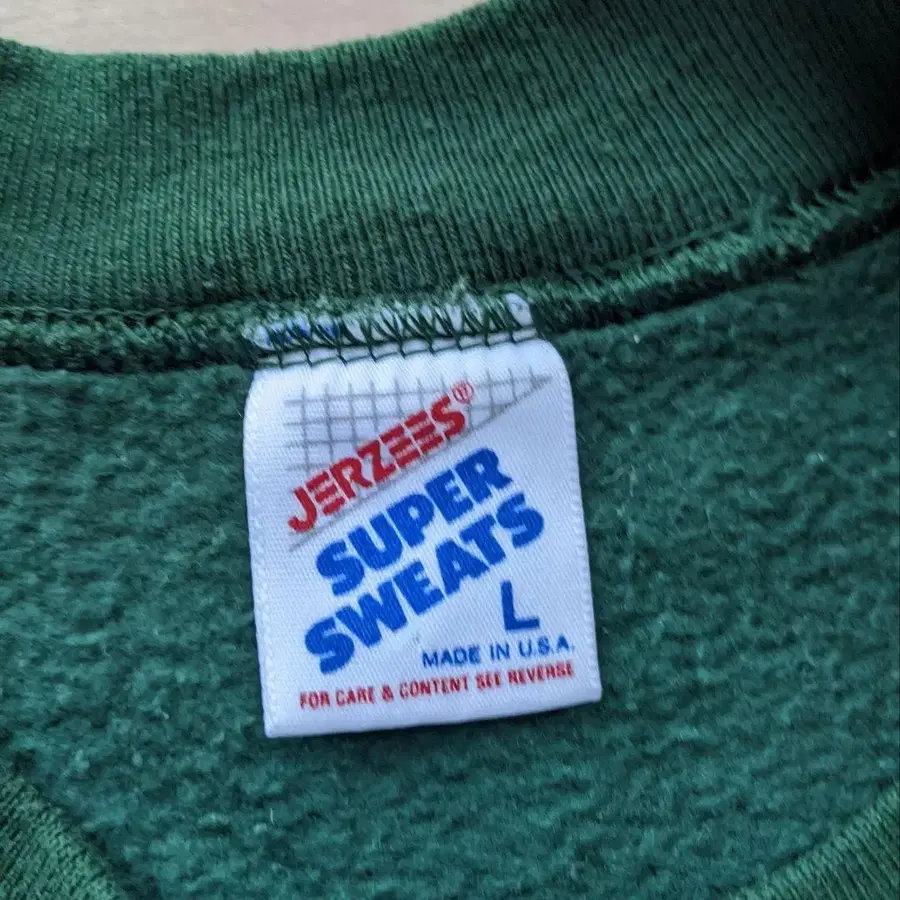 JERZEES®
SUPER
SWEATS
L
MADE IN U.S.A.
FOR CARE & CONTENT SEE REVERSE